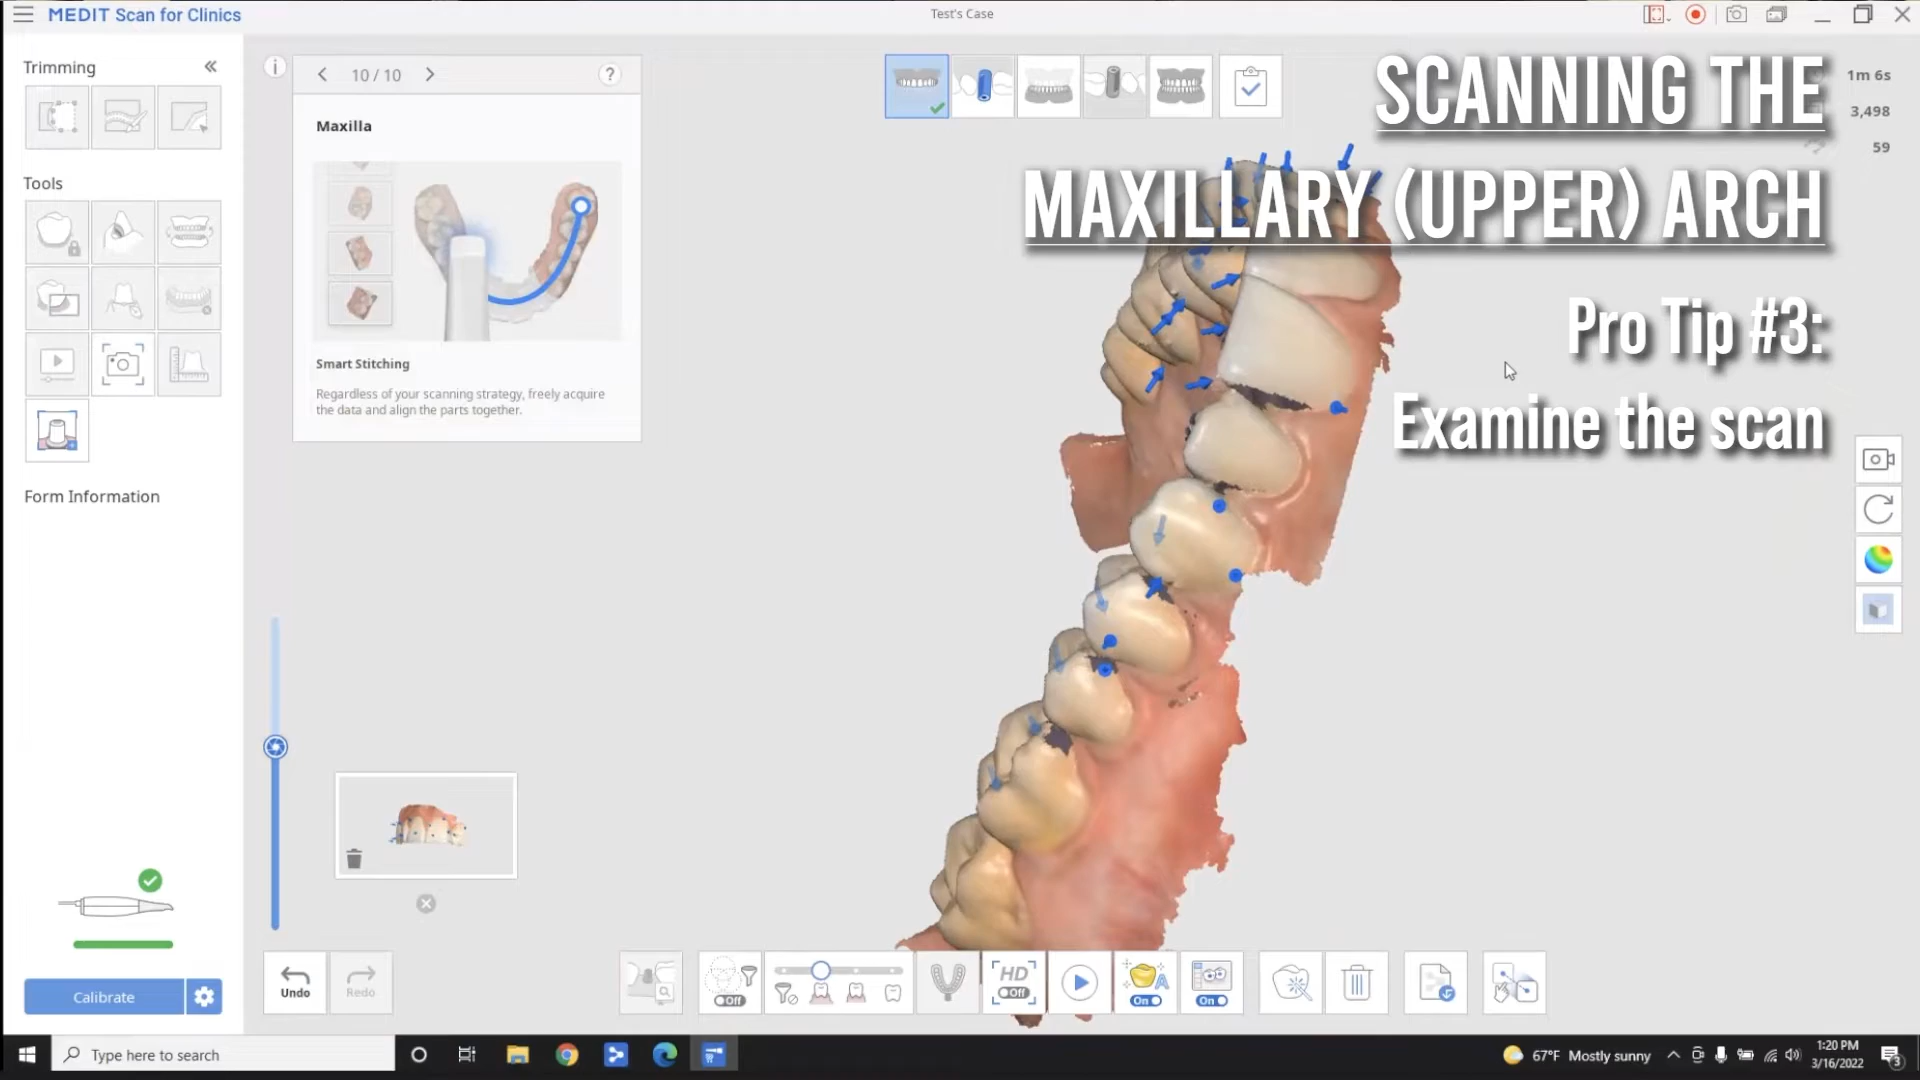 MEDIT Scan for Clinics
Test's Case
Trimming
10 / 10
?
Maxilla
Smart Stitching
Regardless of your scanning strategy, freely acquire
the data and align the parts together.
Tools
Form Information
SCANNING THE
MAXILLARY (UPPER) ARCH
Pro Tip #3:
Examine the scan
1m 6s
3,498
59
Calibrate
Undo
Redo
Off
HD
Off
A
On
On
Type here to search
67°F Mostly sunny
1:20 PM
3/16/2022
3